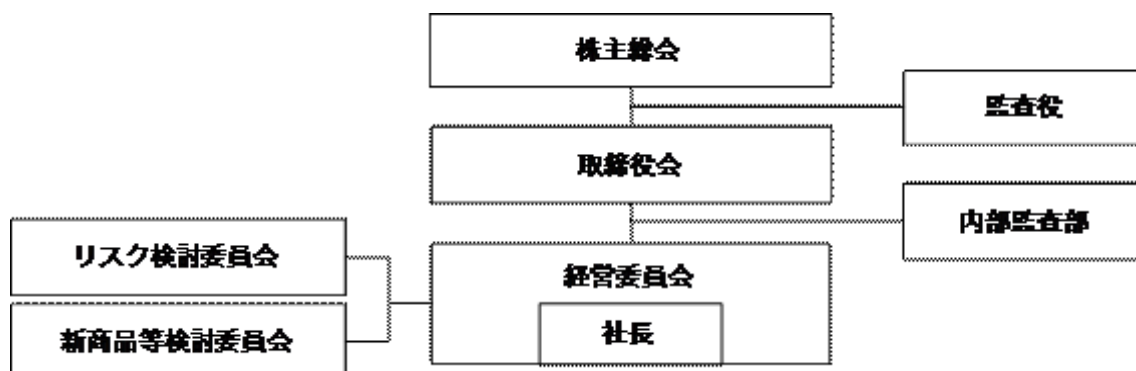 株主総会
監査役
取締役会
内部監査部
リスク検討委員会
経営委員会
新商品等検討委員会
社長